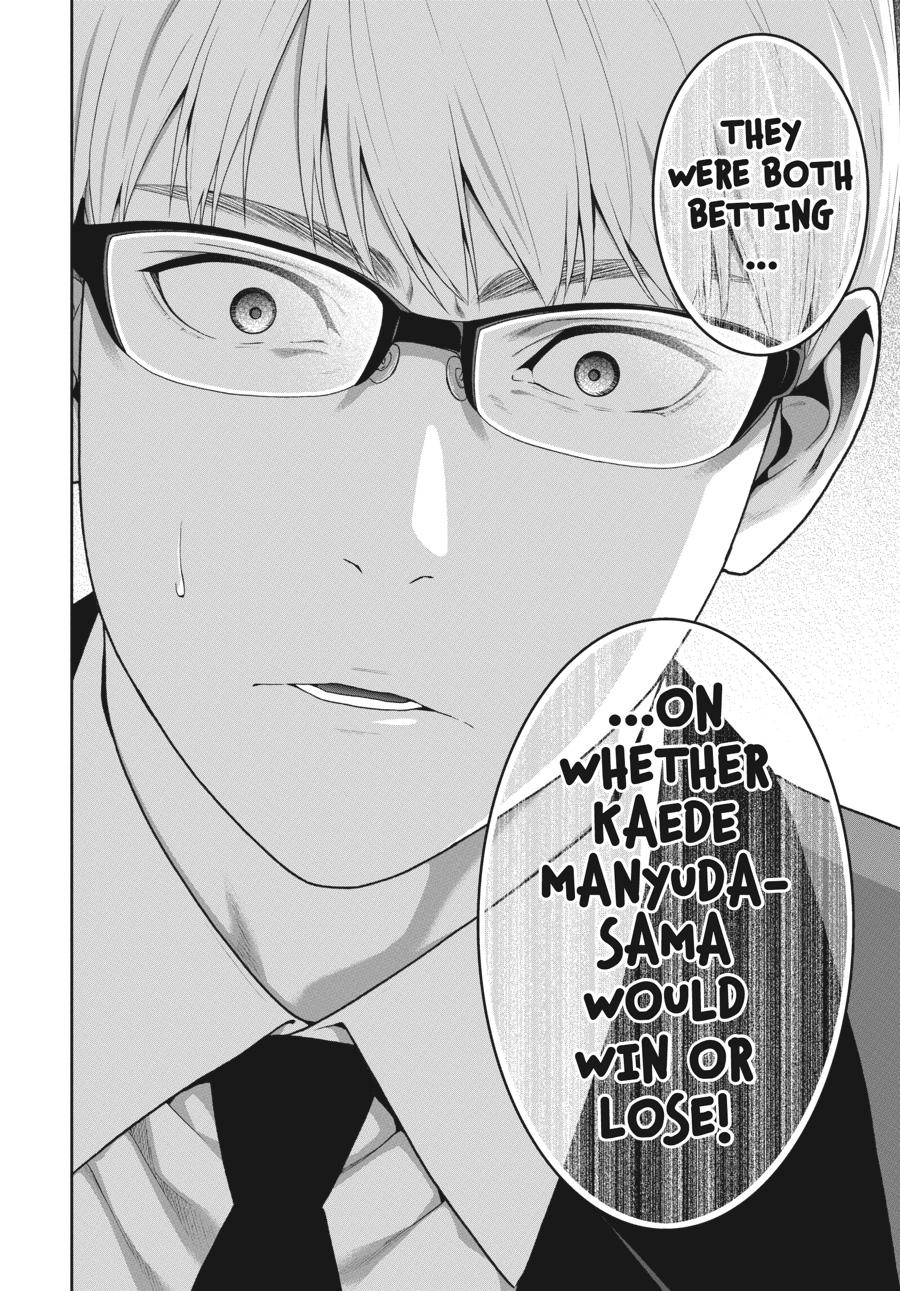 THEY
WERE BOTH
BETTING
...
...ON
WHETHER
KAEDE
MANYUDA-
SAMA
WOULD
WIN OR
LOSE!